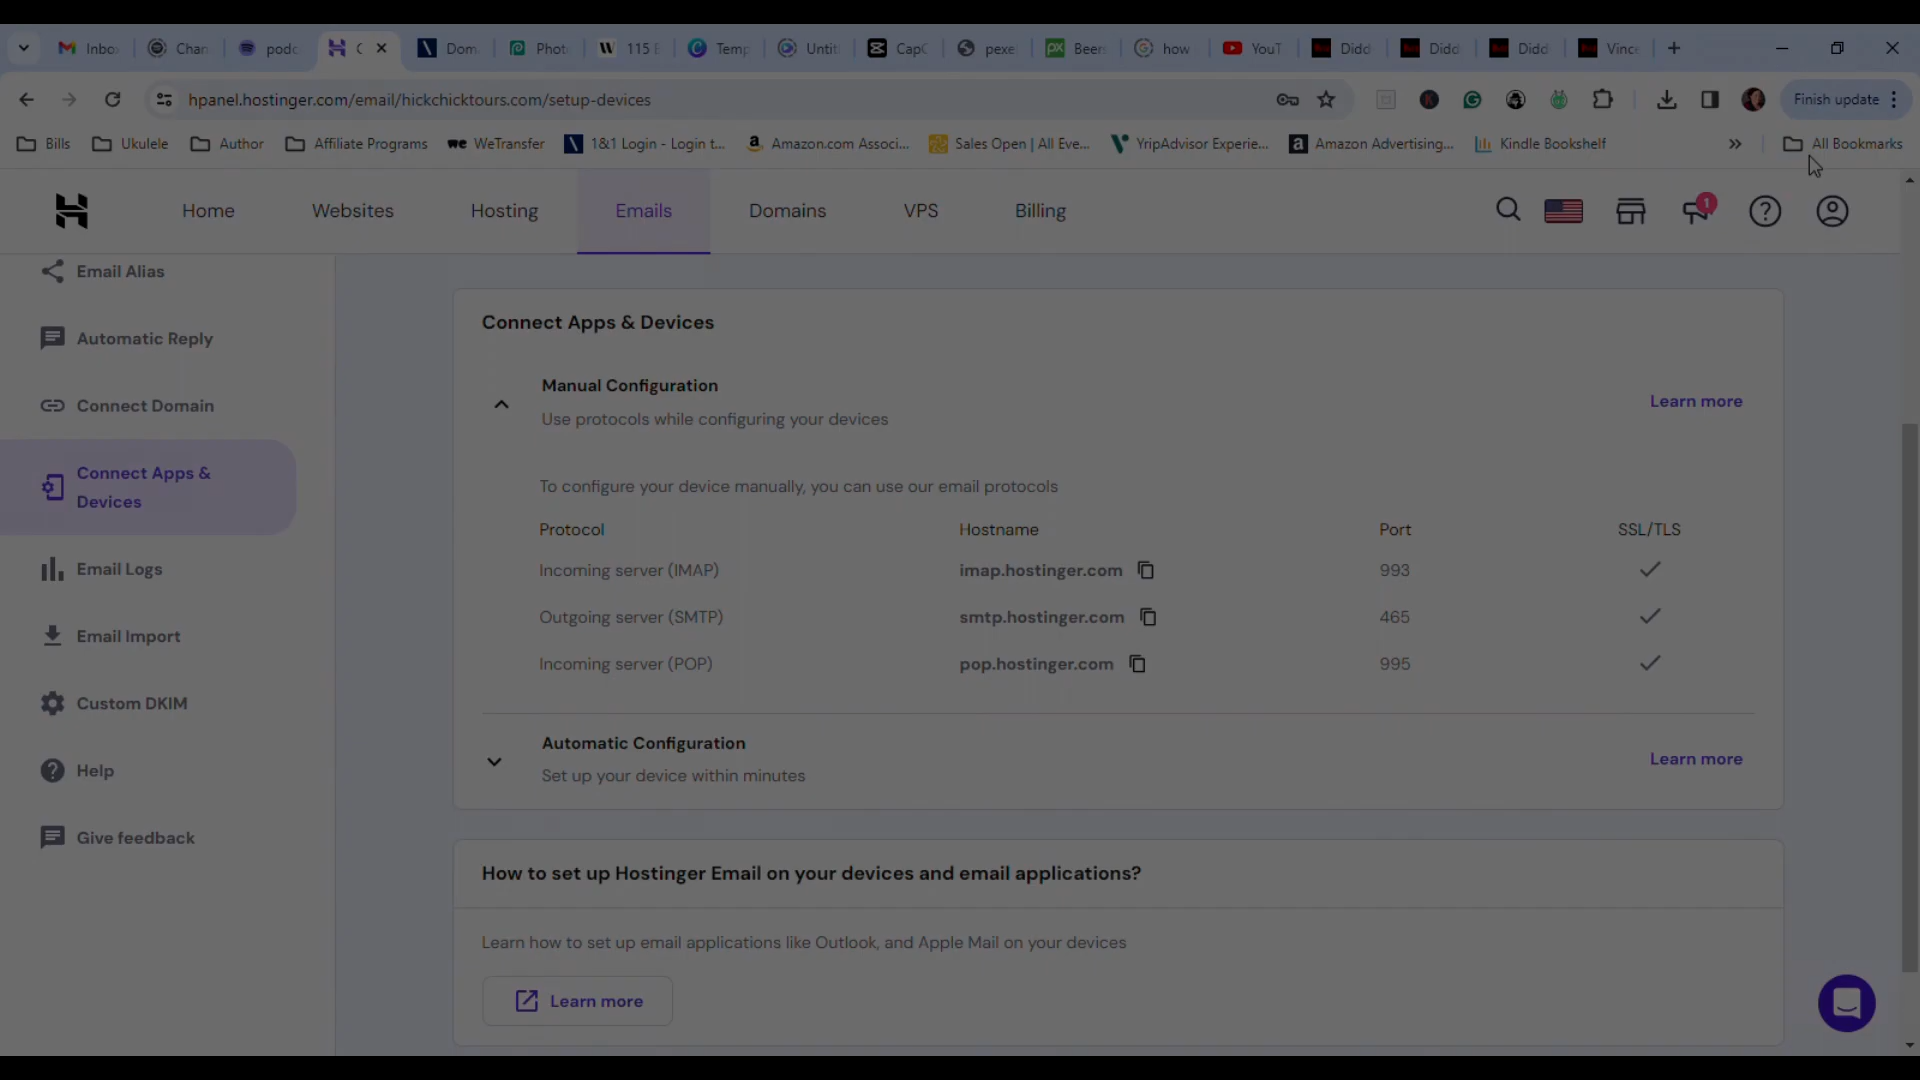 Inbo
Chan
podc
C
Dom
Phot
115 E
Temp
Untit
CapC
pexe
Beers
how
YouT
Didd
Didd
Didd
Vince
hpanel.hostinger.com/email/hickchicktours.com/setup-devices
Finish update
Bills
Ukulele
Author
Affiliate Programs
WeTransfer
1&1 Login - Login t...
Amazon.com Associ...
Sales Open | All Eve...
YripAdvisor Experie...
Amazon Advertising...
Kindle Bookshelf
»
All Bookmarks
Home
Websites
Hosting
Emails
Domains
VPS
Billing
1
Email Alias
Automatic Reply
Connect Domain
Connect Apps &
Devices
Email Logs
Email Import
Custom DKIM
Help
Give feedback
Connect Apps & Devices
Manual Configuration
Use protocols while configuring your devices
Learn more
To configure your device manually, you can use our email protocols
Protocol Hostname Port SSL/TLS
Incoming server (IMAP) imap.hostinger.com 993
Outgoing server (SMTP) smtp.hostinger.com 465
Incoming server (POP) pop.hostinger.com 995
Automatic Configuration
Set up your device within minutes
Learn more
How to set up Hostinger Email on your devices and email applications?
Learn how to set up email applications like Outlook, and Apple Mail on your devices
Learn more